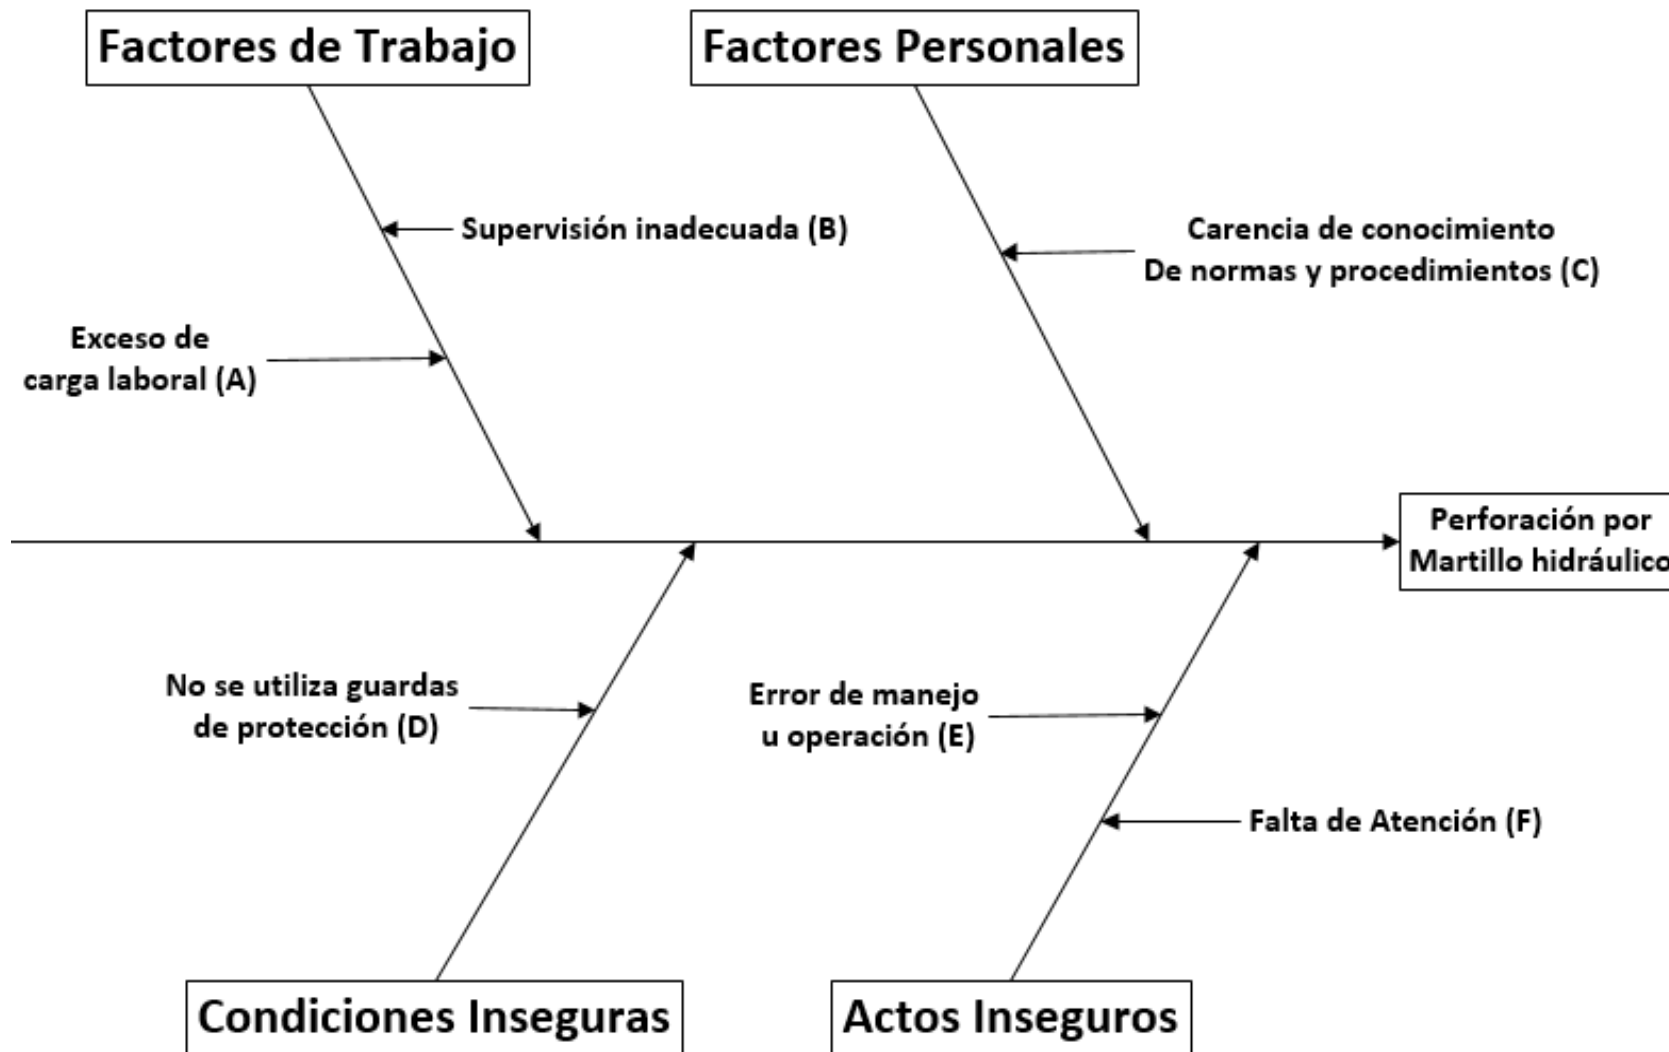 Factores de Trabajo
Factores Personales
Supervisión inadecuada (B)
Carencia de conocimiento
De normas y procedimientos (C)
Exceso de
carga laboral (A)
Perforación por
Martillo hidráulico
No se utiliza guardas
de protección (D)
Error de manejo
u operación (E)
Falta de Atención (F)
Condiciones Inseguras
Actos Inseguros